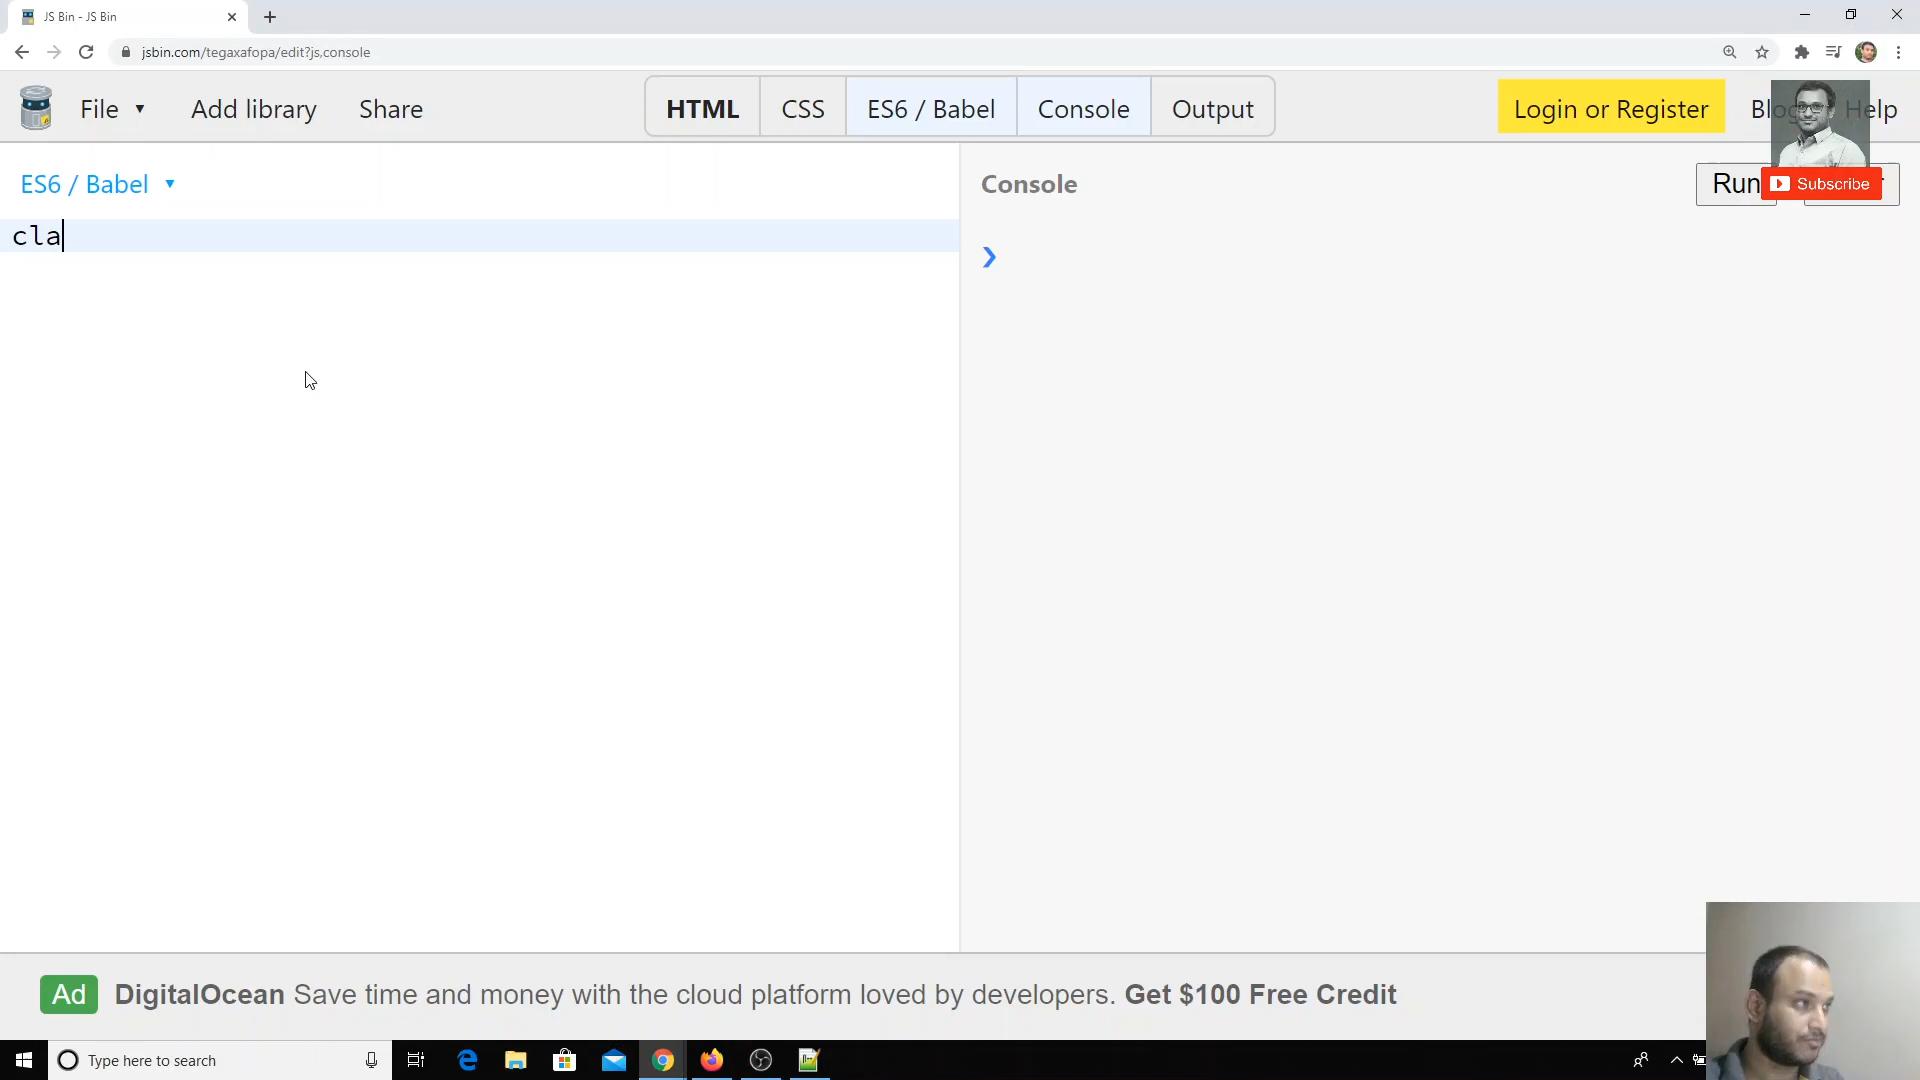 JS Bin - JS Bin
jsbin.com/tegaxafopa/edit?js,console
File ▼ Add library Share HTML CSS ES6 / Babel Console Output Login or Register Help
ES6 / Babel ▼
Console
Run
Subscribe
cla
❯
Ad DigitalOcean Save time and money with the cloud platform loved by developers. Get $100 Free Credit
Type here to search